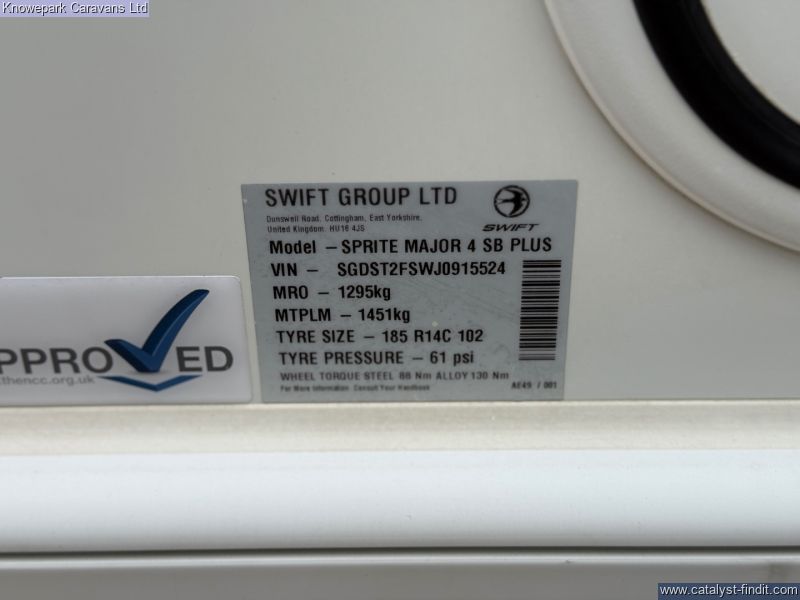 Knowepark Caravans Ltd
SWIFT GROUP LTD
Dunswell Road, Cottingham, East Yorkshire,
United Kingdom. HU16 4JS
SWIFT
Model – SPRITE MAJOR 4 SB PLUS
VIN – SGDST2FSWJ0915524
MRO – 1295kg
MTPLM – 1451kg
TYRE SIZE – 185 R14C 102
TYRE PRESSURE – 61 psi
WHEEL TORQUE STEEL 88 Nm ALLOY 130 Nm
For More Information Consult Your Handbook
AE49 / 001
PPROVED
thencc.org.uk
www.catalyst-findit.com